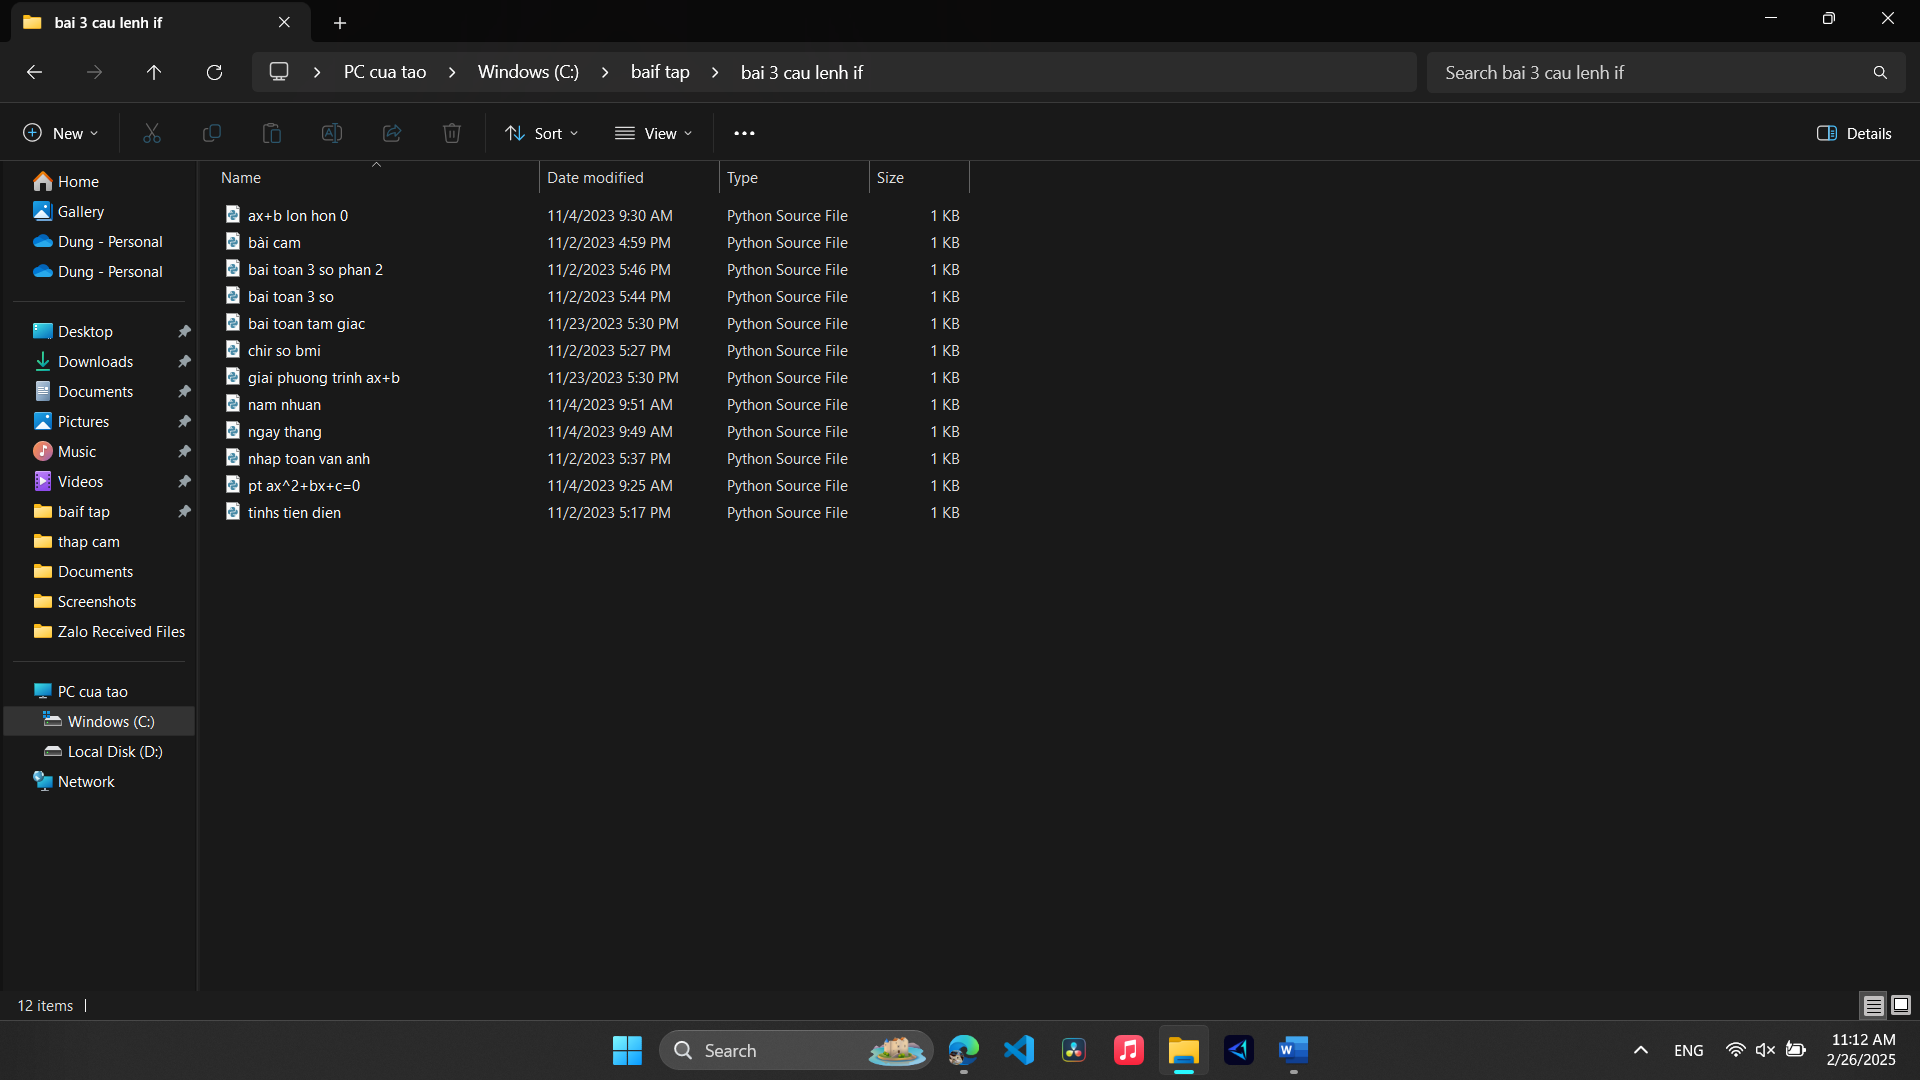 bai 3 cau lenh if
PC cua tao > Windows (C:) > baif tap > bai 3 cau lenh if
Search bai 3 cau lenh if
New
Sort
View
Details
Home
Gallery
Dung - Personal
Dung - Personal
Desktop
Downloads
Documents
Pictures
Music
Videos
baif tap
thap cam
Documents
Screenshots
Zalo Received Files
PC cua tao
Windows (C:)
Local Disk (D:)
Network
Name Date modified Type Size
ax+b lon hon 0 11/4/2023 9:30 AM Python Source File 1 KB
bài cam 11/2/2023 4:59 PM Python Source File 1 KB
bai toan 3 so phan 2 11/2/2023 5:46 PM Python Source File 1 KB
bai toan 3 so 11/2/2023 5:44 PM Python Source File 1 KB
bai toan tam giac 11/23/2023 5:30 PM Python Source File 1 KB
chir so bmi 11/2/2023 5:27 PM Python Source File 1 KB
giai phuong trinh ax+b 11/23/2023 5:30 PM Python Source File 1 KB
nam nhuan 11/4/2023 9:51 AM Python Source File 1 KB
ngay thang 11/4/2023 9:49 AM Python Source File 1 KB
nhap toan van anh 11/2/2023 5:37 PM Python Source File 1 KB
pt ax^2+bx+c=0 11/4/2023 9:25 AM Python Source File 1 KB
tinhs tien dien 11/2/2023 5:17 PM Python Source File 1 KB
12 items
Search
ENG
11:12 AM
2/26/2025